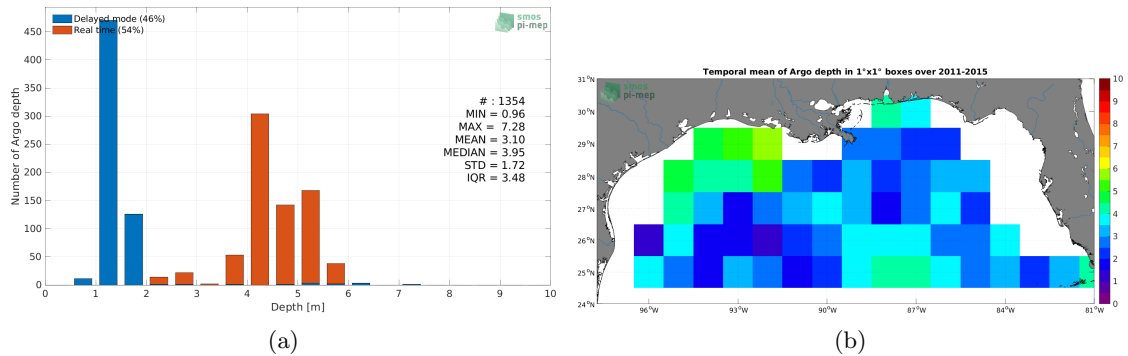 Delayed mode (46%)
Real time (54%)
smos
pi-mep
450
400
350
300
250
200
150
100
50
0
Number of Argo depth
# : 1354
MIN = 0.96
MAX = 7.28
MEAN = 3.10
MEDIAN = 3.95
STD = 1.72
IQR = 3.48
0 1 2 3 4 5 6 7 8 9 10
Depth [m]
(a)
Temporal mean of Argo depth in 1°x1° boxes over 2011-2015
smos
pi-mep
31°N
30°N
29°N
28°N
27°N
26°N
25°N
24°N
96°W 93°W 90°W 87°W 84°W 81°W
10
9
8
7
6
5
4
3
2
1
0
(b)